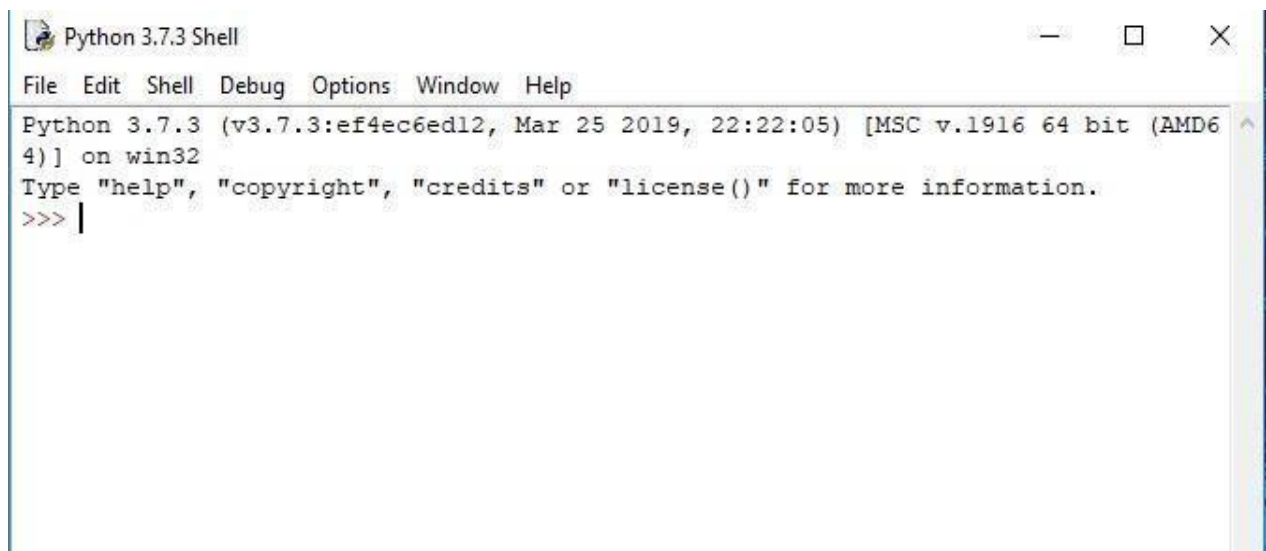 Python 3.7.3 Shell
File Edit Shell Debug Options Window Help
Python 3.7.3 (v3.7.3:ef4ec6ed12, Mar 25 2019, 22:22:05) [MSC v.1916 64 bit (AMD6
4)] on win32
Type "help", "copyright", "credits" or "license()" for more information.
>>>